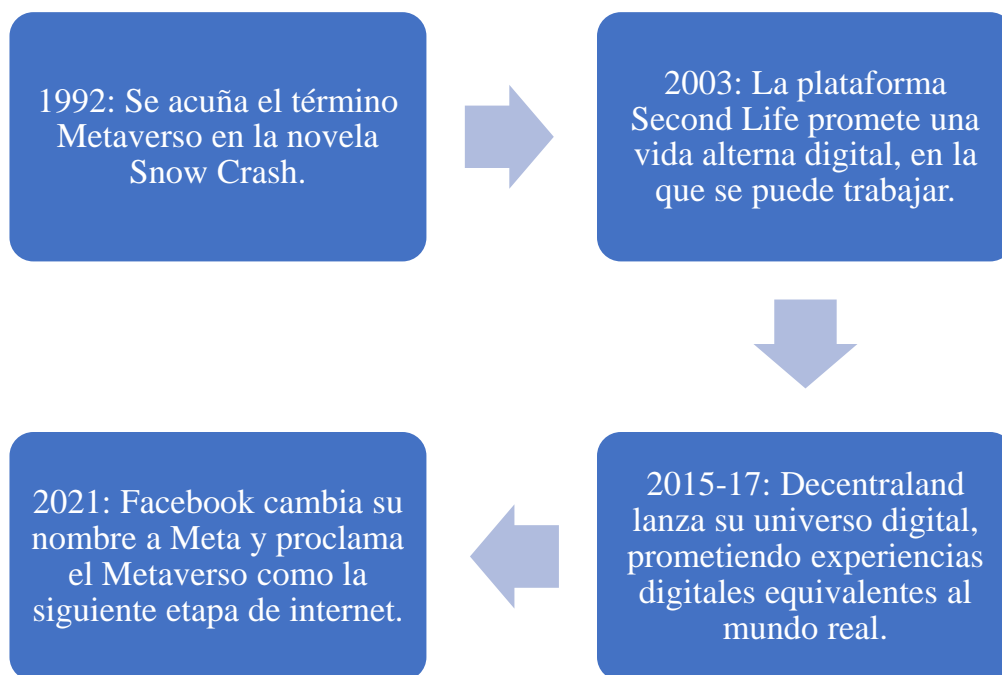 1992: Se acuña el término
Metaverso en la novela
Snow Crash.
2003: La plataforma
Second Life promete una
vida alterna digital, en la
que se puede trabajar.
2015-17: Decentraland
lanza su universo digital,
prometiendo experiencias
digitales equivalentes al
mundo real.
2021: Facebook cambia su
nombre a Meta y proclama
el Metaverso como la
siguiente etapa de internet.